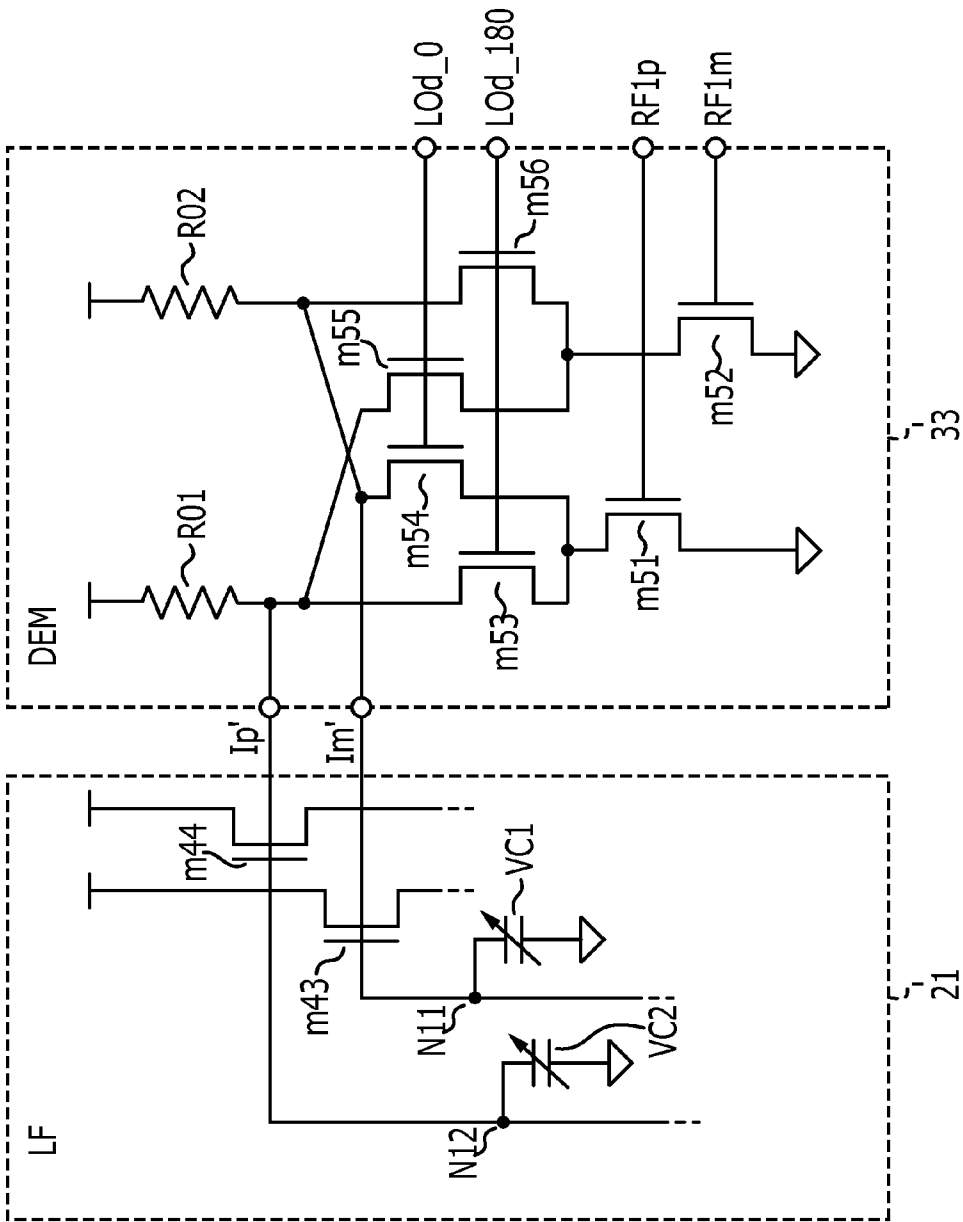 DEM
R01
R02
LOd_0
LOd_180
RF1p
RF1m
m55
m56
m54
m53
m52
m51
33
Ip'
Im'
LF
m44
m43
VC1
N11
VC2
N12
21